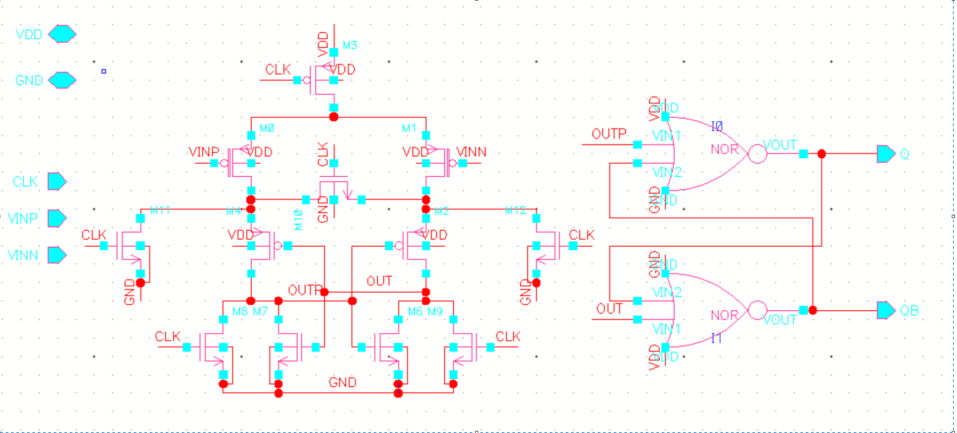 VDD
GND
CLK
VINP
VINN
VDD
M3
CLK
VDD
M0
M1
VINP
VDD
CLK
VDD
VINN
GND
M11
M4
M10
M2
M12
CLK
VDD
VDD
CLK
GND
OUTP
OUT
GND
M8
M7
M6
M9
CLK
CLK
GND
VDD
VDD
I0
OUTP
VIN1
NOR
VOUT
Q
VIN2
GND
GND
GND
GND
VIN2
OUT
NOR
VOUT
QB
VIN1
I1
VDD